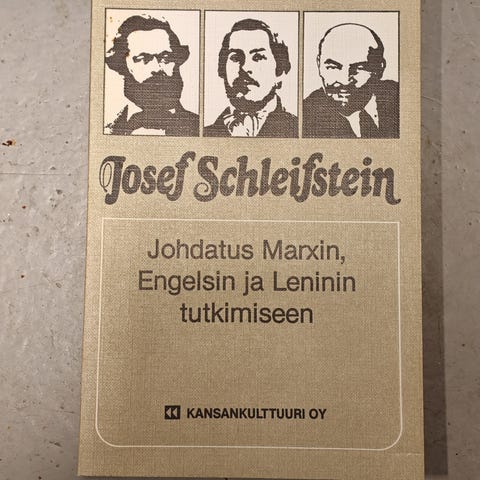 Josef Schleifstein
Johdatus Marxin,
Engelsin ja Leninin
tutkimiseen
KANSANKULTTUURI OY